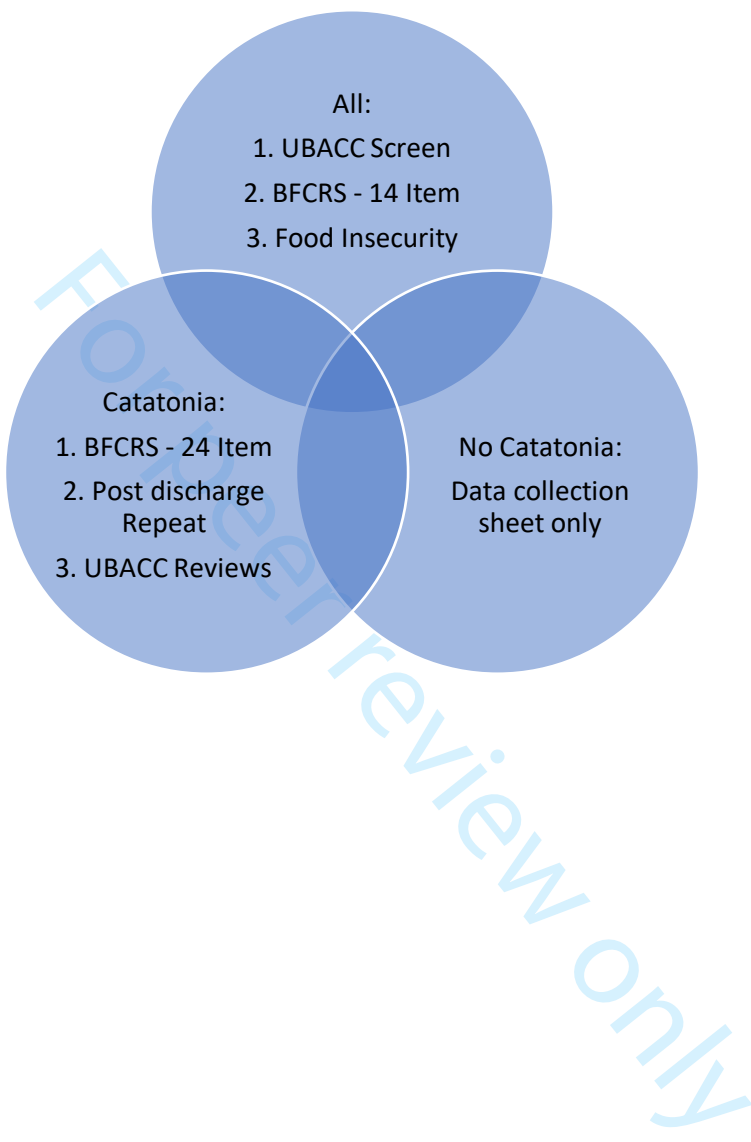 All:
1. UBACC Screen
2. BFCRS - 14 Item
3. Food Insecurity
Catatonia:
1. BFCRS - 24 Item
2. Post discharge
Repeat
3. UBACC Reviews
No Catatonia:
Data collection
sheet only
For peer review only